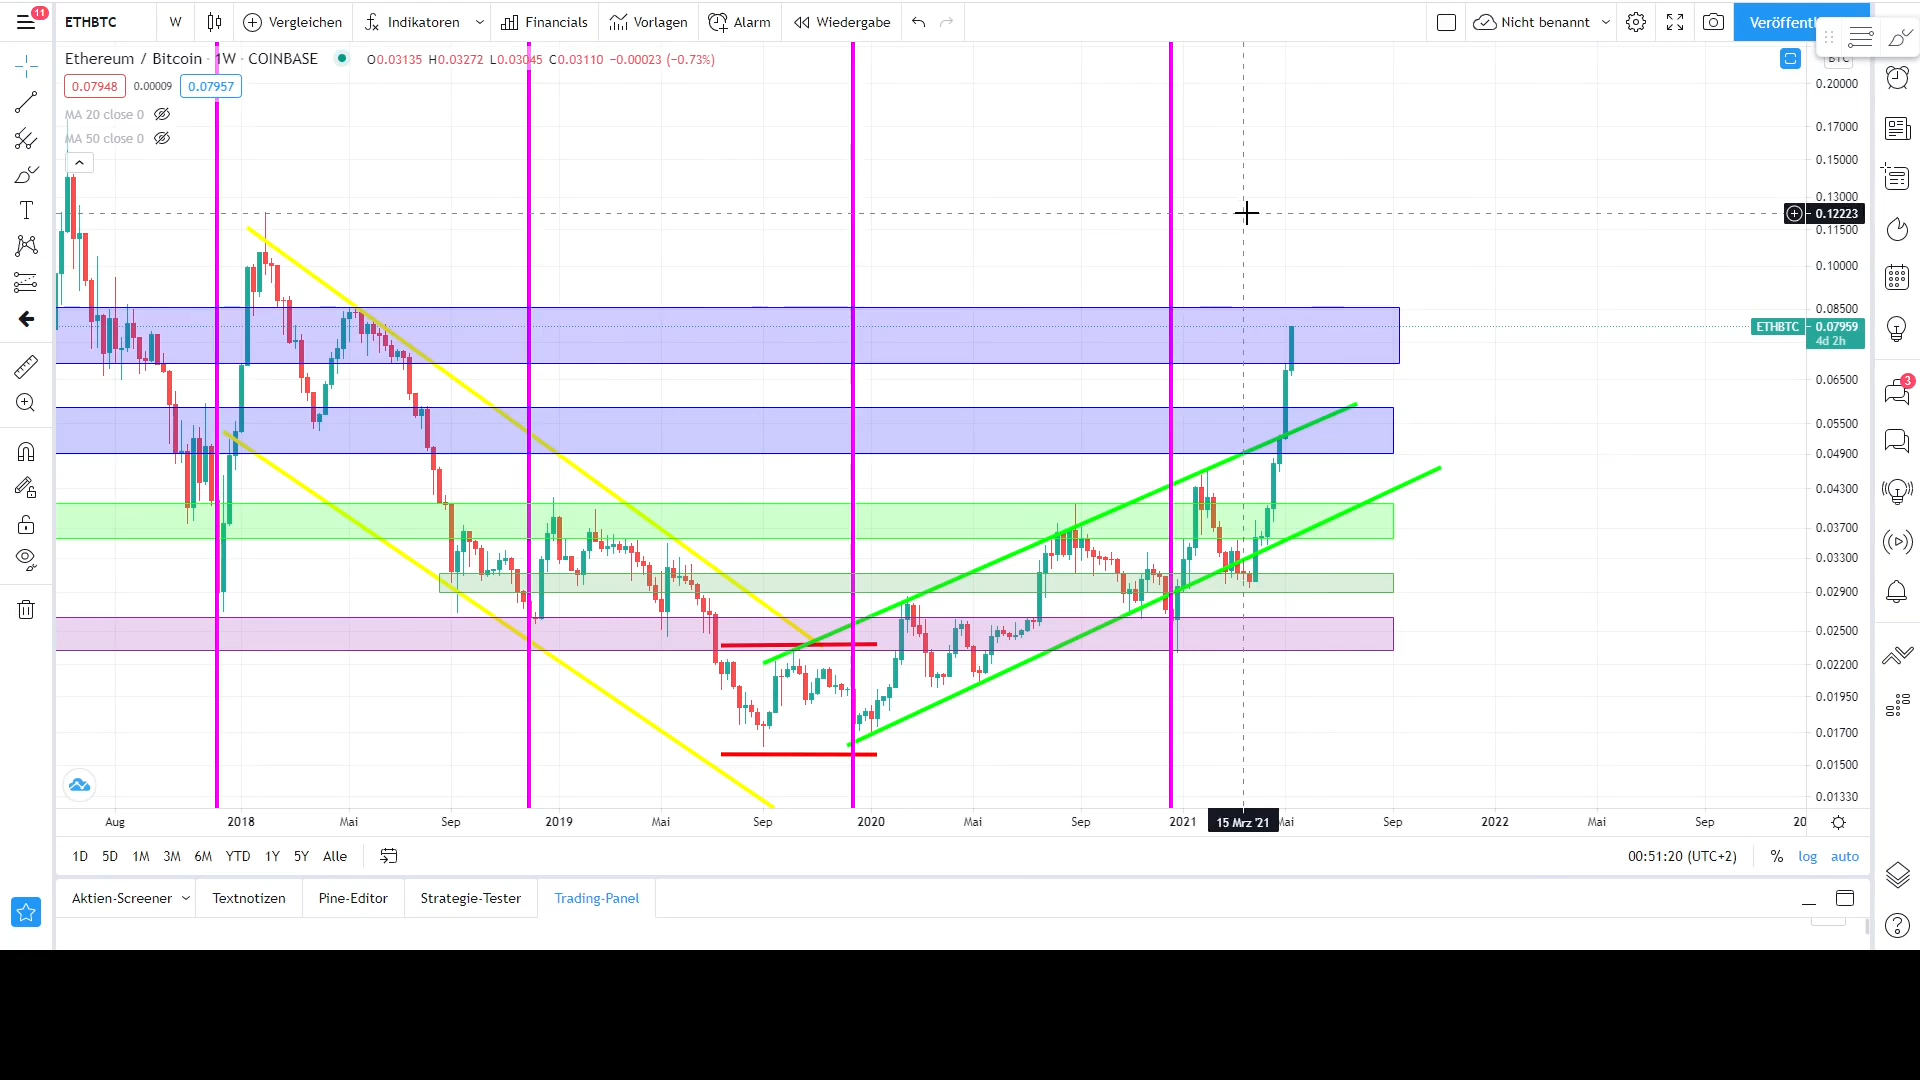 11
ETHBTC W Vergleichen Indikatoren Financials Vorlagen Alarm Wiedergabe Nicht benannt
Ethereum / Bitcoin · 1W · COINBASE O0.03135 H0.03272 L0.03045 C0.03110 −0.00023 (−0.73%)
0.07948 0.00009 0.07957
MA 20 close 0
MA 50 close 0
BTC
0.20000
0.17000
0.15000
0.13000
0.12223
0.11500
0.10000
0.08500
ETHBTC 0.07959
4d 2h
0.06500
0.05500
0.04900
0.04300
0.03700
0.03300
0.02900
0.02500
0.02200
0.01950
0.01700
0.01500
0.01330
3
Aug 2018 Mai Sep 2019 Mai Sep 2020 Mai Sep 2021 15 Mrz '21 Mai Sep 2022 Mai Sep 20
1D 5D 1M 3M 6M YTD 1Y 5Y Alle 00:51:20 (UTC+2) % log auto
Aktien-Screener Textnotizen Pine-Editor Strategie-Tester Trading-Panel